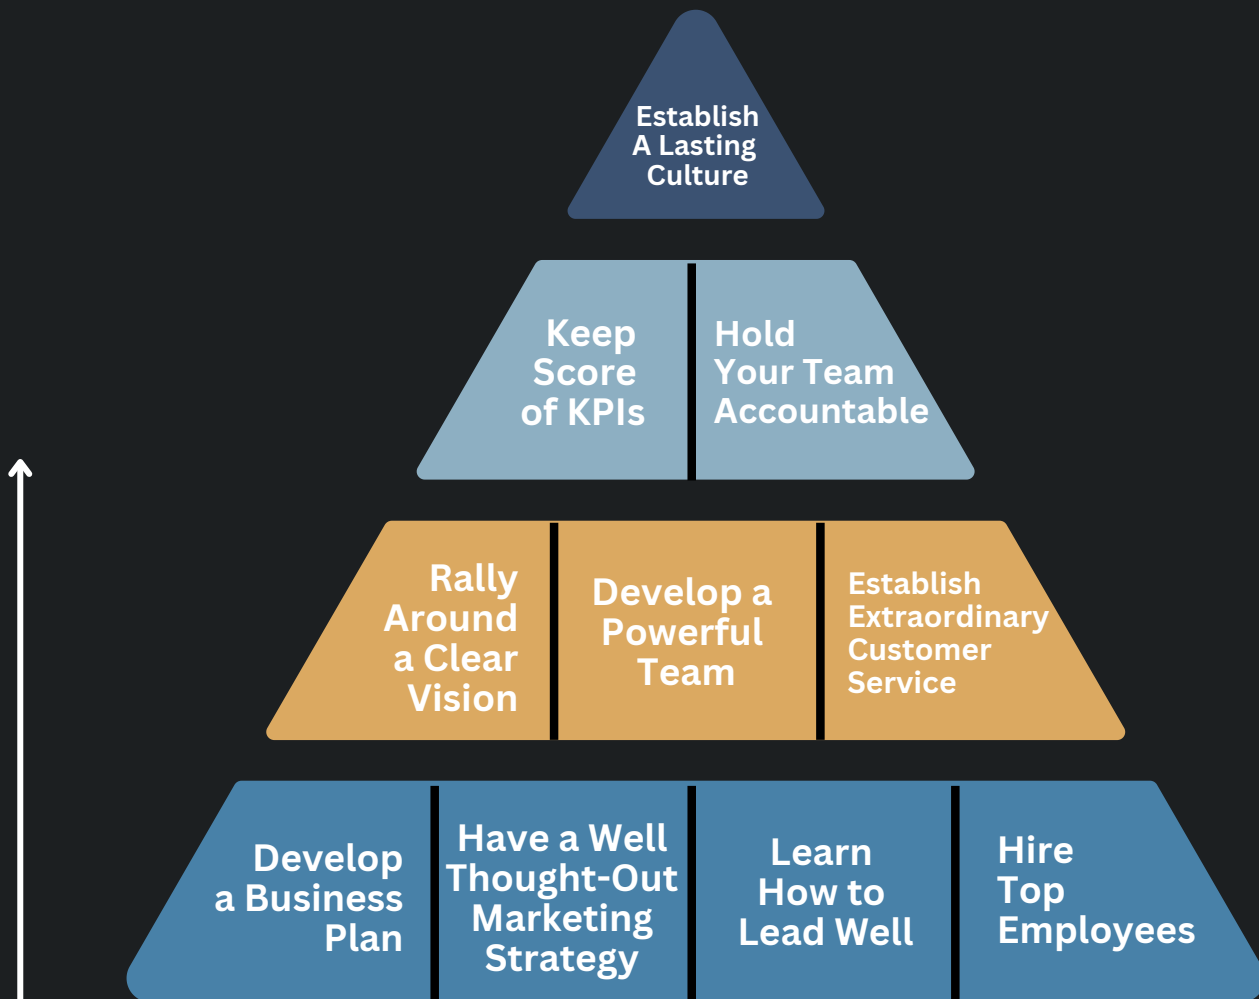 Establish
A Lasting
Culture
Keep
Score
of KPIs
Hold
Your Team
Accountable
Rally
Around
a Clear
Vision
Develop a
Powerful
Team
Establish
Extraordinary
Customer
Service
Develop
a Business
Plan
Have a Well
Thought-Out
Marketing
Strategy
Learn
How to
Lead Well
Hire
Top
Employees